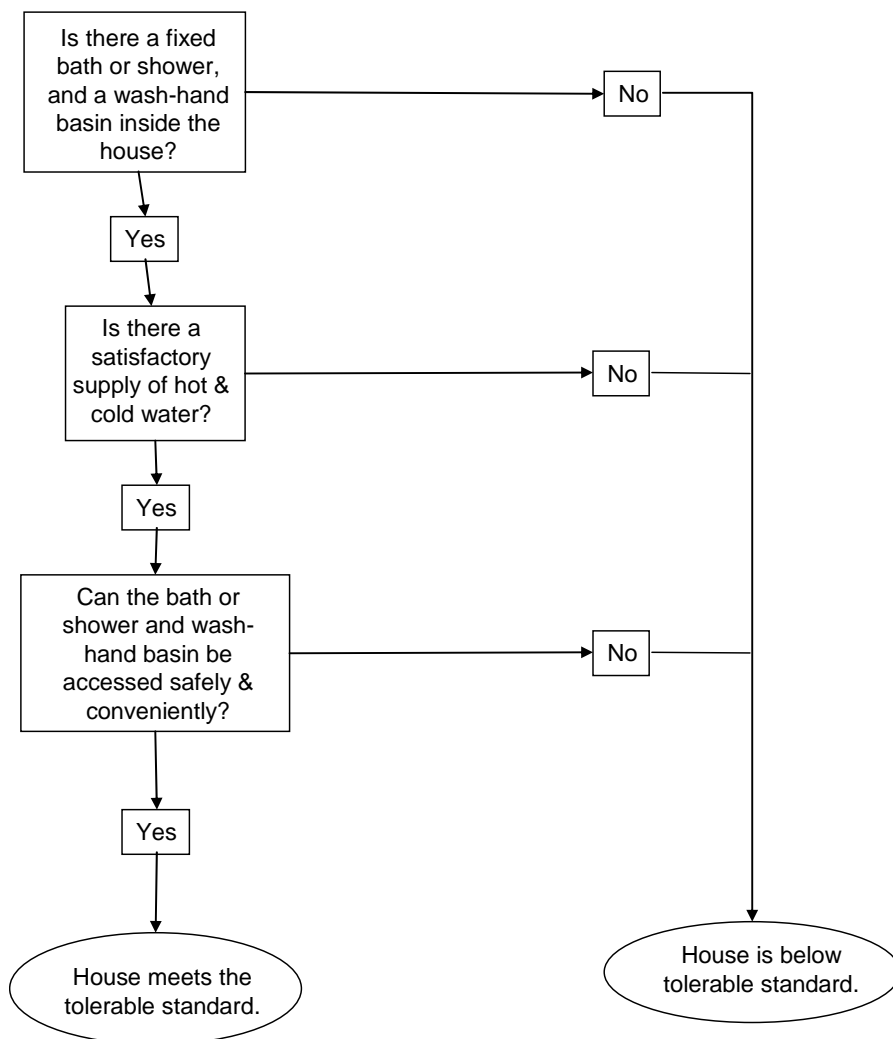 Is there a fixed
bath or shower,
and a wash-hand
basin inside the
house?
No
Yes
Is there a
satisfactory
supply of hot &
cold water?
No
Yes
Can the bath or
shower and wash-
hand basin be
accessed safely &
conveniently?
No
Yes
House meets the
tolerable standard.
House is below
tolerable standard.